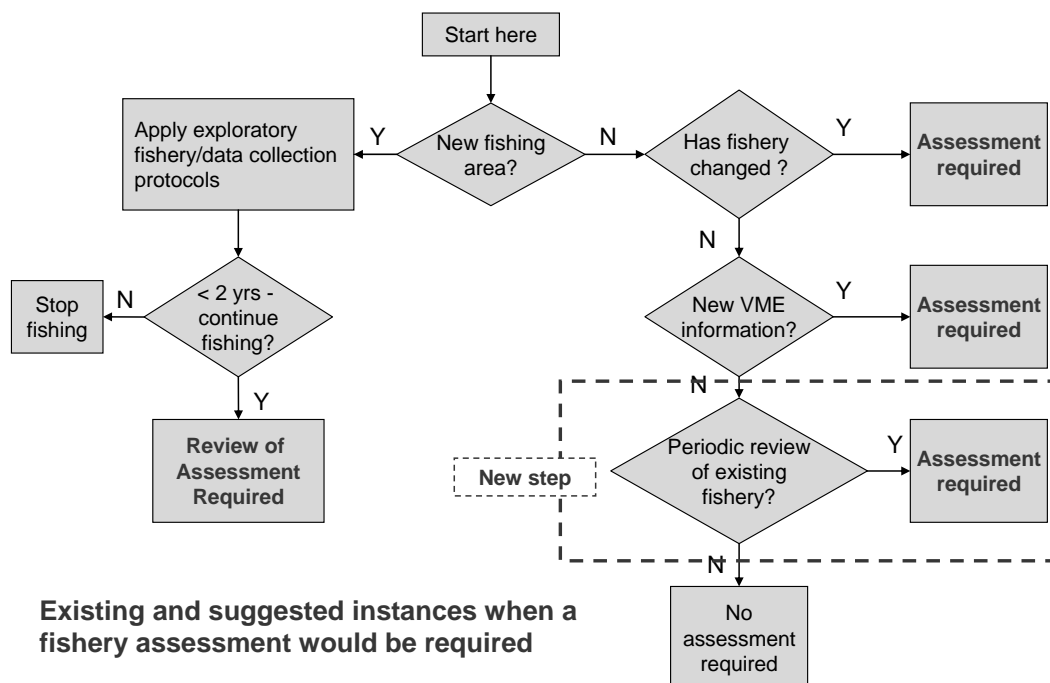 Start here
Apply exploratory
fishery/data collection
protocols
Y
New fishing
area?
N
Has fishery
changed ?
Y
Assessment
required
N
Stop
fishing
N
< 2 yrs -
continue
fishing?
New VME
information?
Y
Assessment
required
Y
N
Review of
Assessment
Required
New step
Periodic review
of existing
fishery?
Y
Assessment
required
N
No
assessment
required
Existing and suggested instances when a
fishery assessment would be required